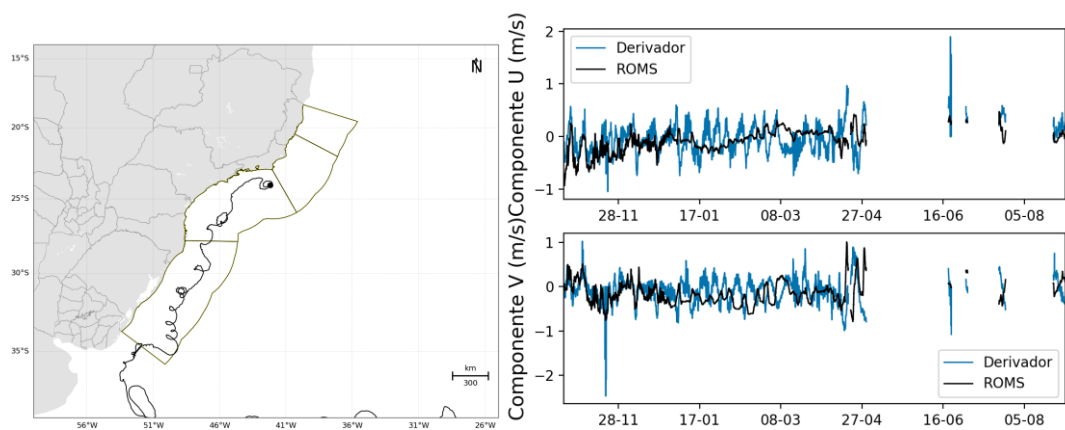 15°S
20°S
25°S
30°S
35°S
56°W
51°W
46°W
41°W
36°W
31°W
26°W
N
km
300
Componente U (m/s)
2
1
0
−1
Derivador
ROMS
28-11
17-01
08-03
27-04
16-06
05-08
Componente V (m/s)
1
0
−1
−2
Derivador
ROMS
28-11
17-01
08-03
27-04
16-06
05-08